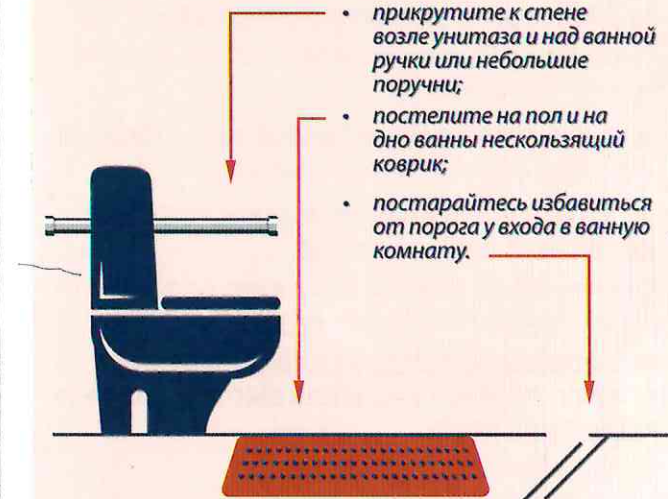 • прикрутите к стене
возле унитаза и над ванной
ручки или небольшие
поручни;
• постелите на пол и на
дно ванны нескользящий
коврик;
• постарайтесь избавиться
от порога у входа в ванную
комнату.